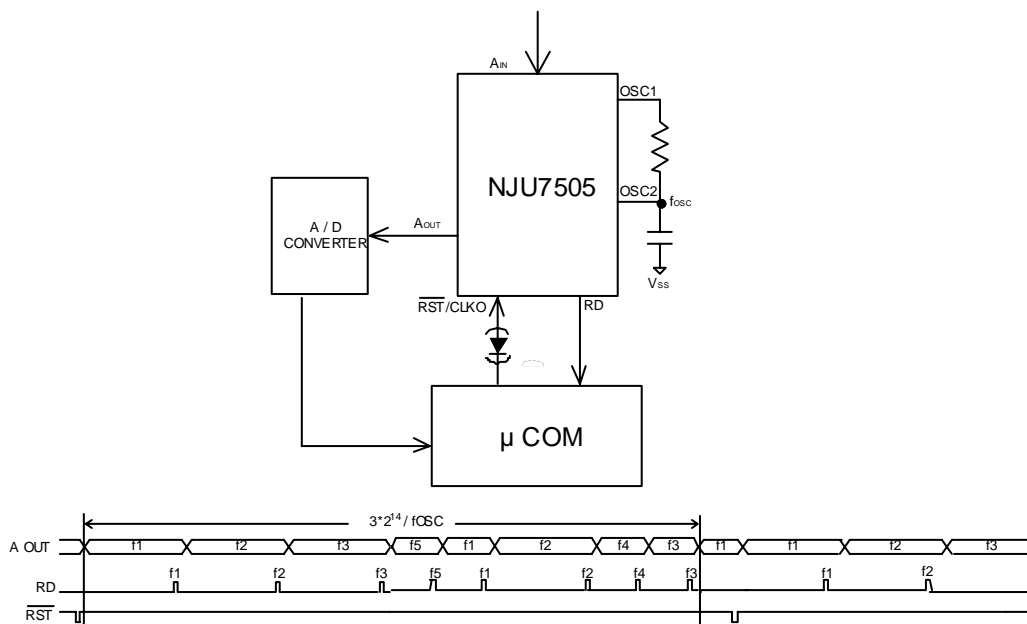 AIN
OSC1
NJU7505
OSC2
fOSC
A / D
CONVERTER
AOUT
VSS
RST/CLKO
RD
µ COM
3*2¹⁴/ fOSC
A OUT f1 f2 f3 f5 f1 f2 f4 f3 f1 f1 f2 f3
RD f1 f2 f3 f5 f1 f2 f4 f3 f1 f2
RST